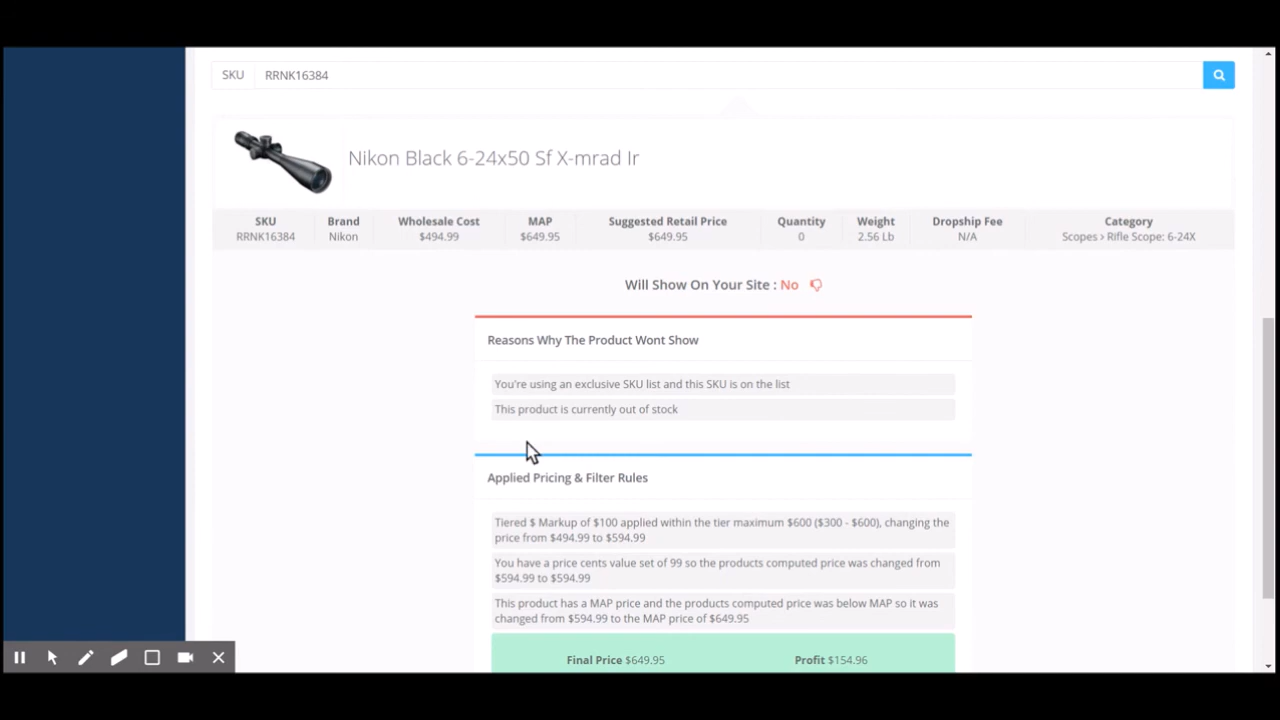 SKU RRNK16384
Nikon Black 6-24x50 Sf X-mrad Ir
SKU Brand Wholesale Cost MAP Suggested Retail Price Quantity Weight Dropship Fee Category
RRNK16384 Nikon $494.99 $649.95 $649.95 0 2.56 Lb N/A Scopes › Rifle Scope: 6-24X
Will Show On Your Site : No
Reasons Why The Product Wont Show
You're using an exclusive SKU list and this SKU is on the list
This product is currently out of stock
Applied Pricing & Filter Rules
Tiered $ Markup of $100 applied within the tier maximum $600 ($300 - $600), changing the
price from $494.99 to $594.99
You have a price cents value set of 99 so the products computed price was changed from
$594.99 to $594.99
This product has a MAP price and the products computed price was below MAP so it was
changed from $594.99 to the MAP price of $649.95
Final Price $649.95 Profit $154.96